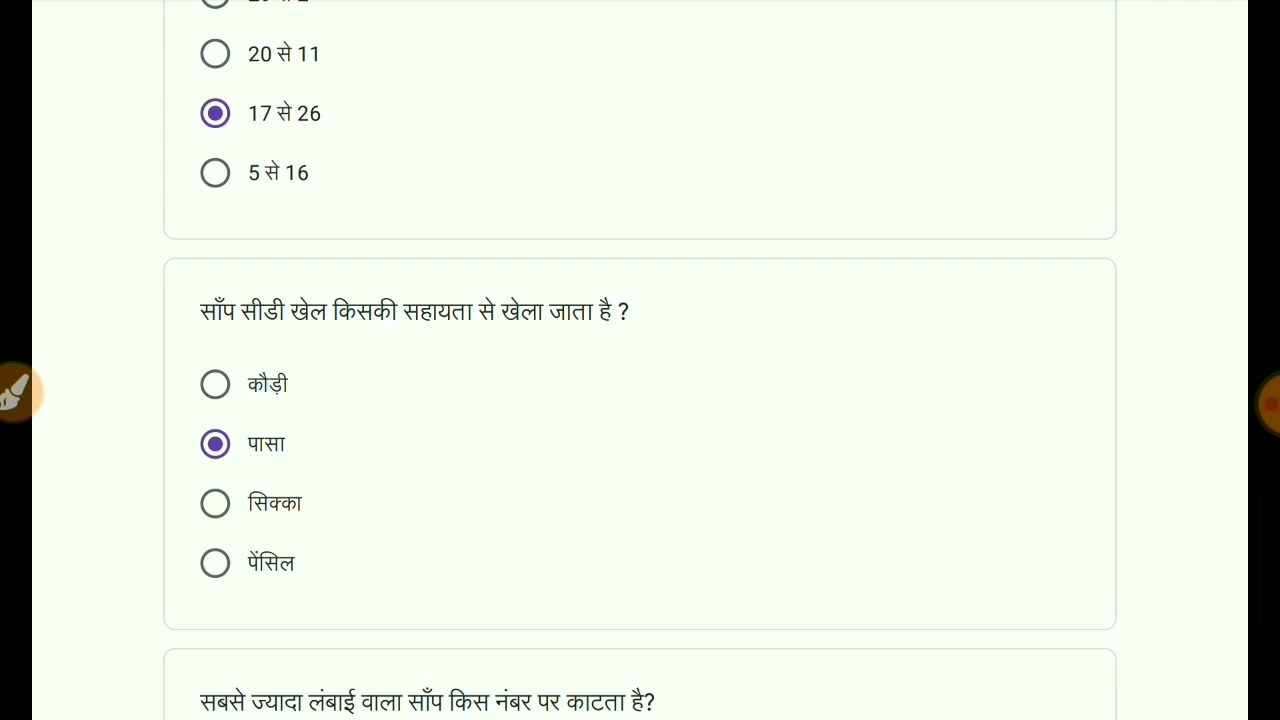 20 से 11
17 से 26
5 से 16
साँप सीडी खेल किसकी सहायता से खेला जाता है ?
कौड़ी
पासा
सिक्का
पेंसिल
सबसे ज्यादा लंबाई वाला साँप किस नंबर पर काटता है?